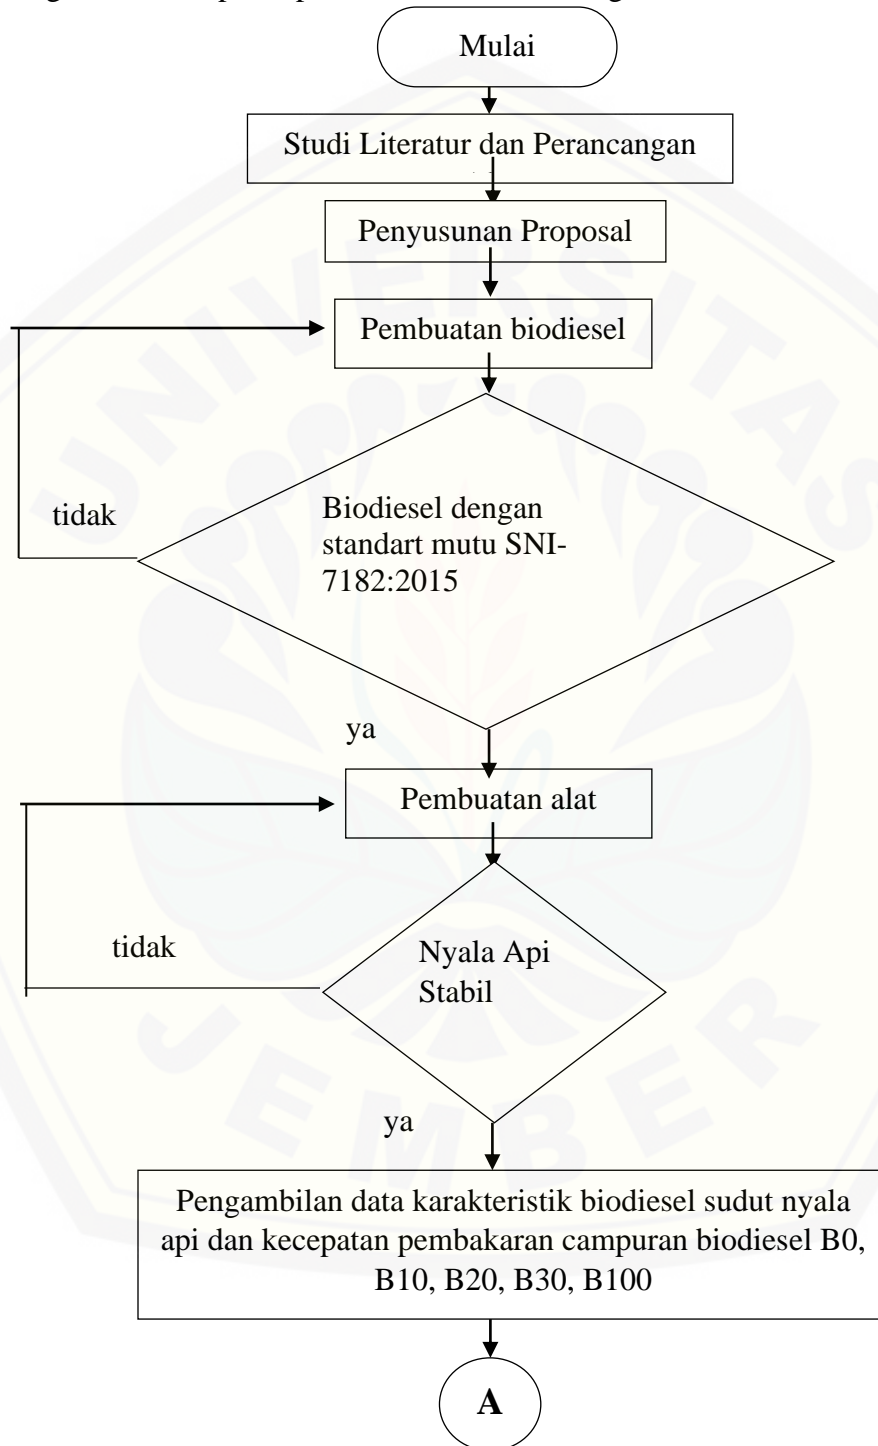 Mulai
Studi Literatur dan Perancangan
Penyusunan Proposal
Pembuatan biodiesel
Biodiesel dengan
standart mutu SNI-
7182:2015
tidak
ya
Pembuatan alat
Nyala Api
Stabil
tidak
ya
Pengambilan data karakteristik biodiesel sudut nyala
api dan kecepatan pembakaran campuran biodiesel B0,
B10, B20, B30, B100
A
UNIVERSITAS
JEMBER